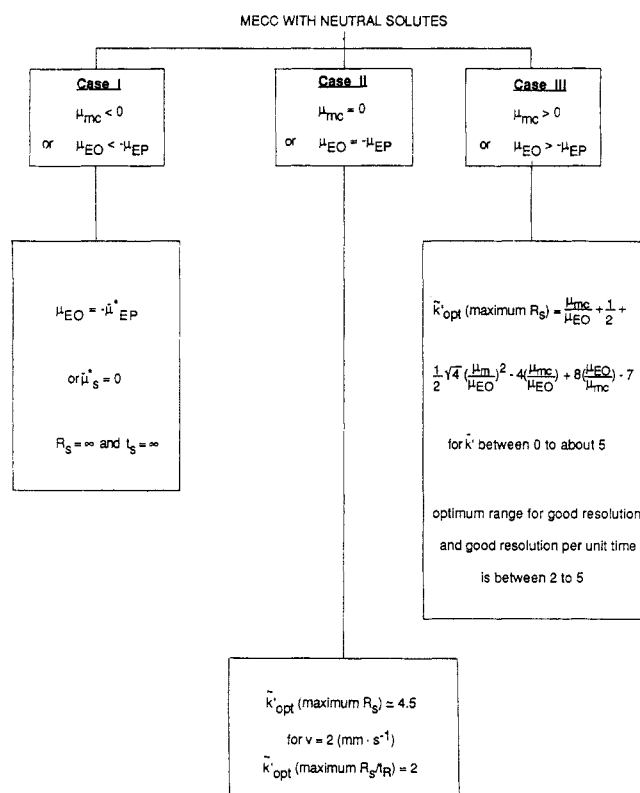 MECC WITH NEUTRAL SOLUTES
Case I
μmc < 0
or μEO < -μEP
Case II
μmc = 0
or μEO = -μEP
Case III
μmc > 0
or μEO > -μEP
μEO = -μ̄*EP
or μ̄*s = 0
Rs = ∞ and ts = ∞
k̃'opt (maximum Rs) = μmc/μEO + 1/2 +
1/2 √4 (μm/μEO)² - 4(μmc/μEO) + 8(μEO/μmc) - 7
for k̃' between 0 to about 5
optimum range for good resolution
and good resolution per unit time
is between 2 to 5
k̃'opt (maximum Rs) ≃ 4.5
for v = 2 (mm · s⁻¹)
k̃'opt (maximum Rs/tR) = 2